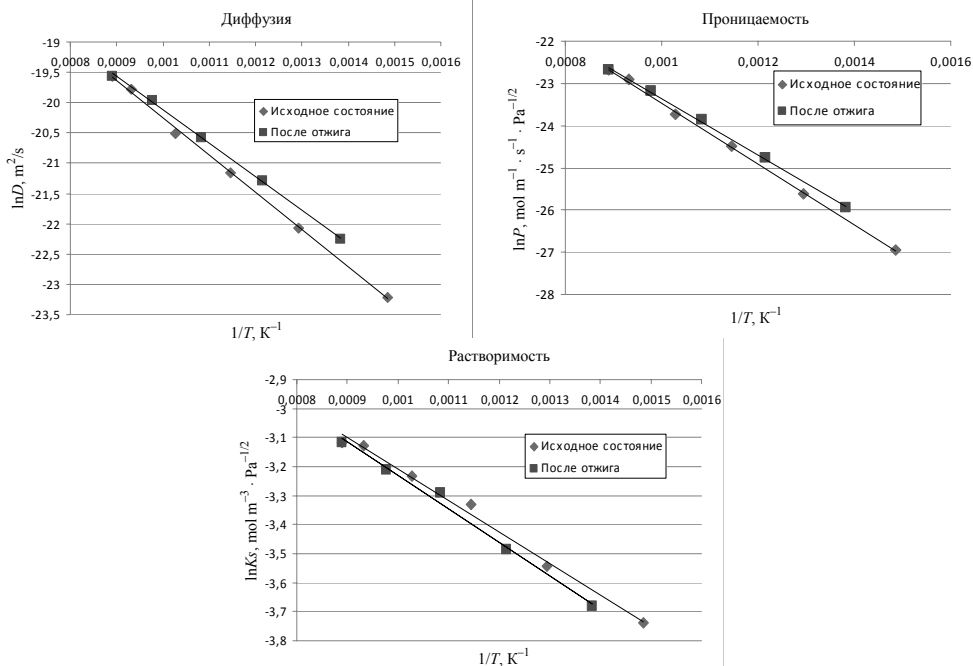 Диффузия
-19
0,0008 0,0009 0,001 0,0011 0,0012 0,0013 0,0014 0,0015 0,0016
-19,5
-20
-20,5
-21
-21,5
-22
-22,5
-23
-23,5
lnD, m²/s
Исходное состояние
После отжига
1/T, K⁻¹
Проницаемость
-22
0,0008 0,001 0,0012 0,0014 0,0016
-23
-24
-25
-26
-27
-28
lnP, mol m⁻¹ · s⁻¹ · Pa⁻¹/²
Исходное состояние
После отжига
1/T, K⁻¹
Растворимость
-2,9
0,0008 0,0009 0,001 0,0011 0,0012 0,0013 0,0014 0,0015 0,0016
-3
-3,1
-3,2
-3,3
-3,4
-3,5
-3,6
-3,7
-3,8
lnKs, mol m⁻³ · Pa⁻¹/²
Исходное состояние
После отжига
1/T, K⁻¹